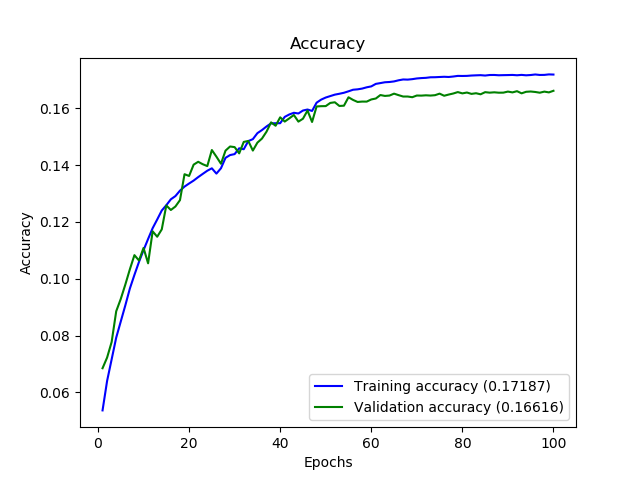 Accuracy
0.16
0.14
0.12
0.10
0.08
0.06
Accuracy
Training accuracy (0.17187)
Validation accuracy (0.16616)
0 20 40 60 80 100
Epochs